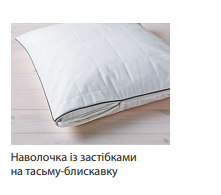 Наволочка із застібками
на тасьму-блискавку